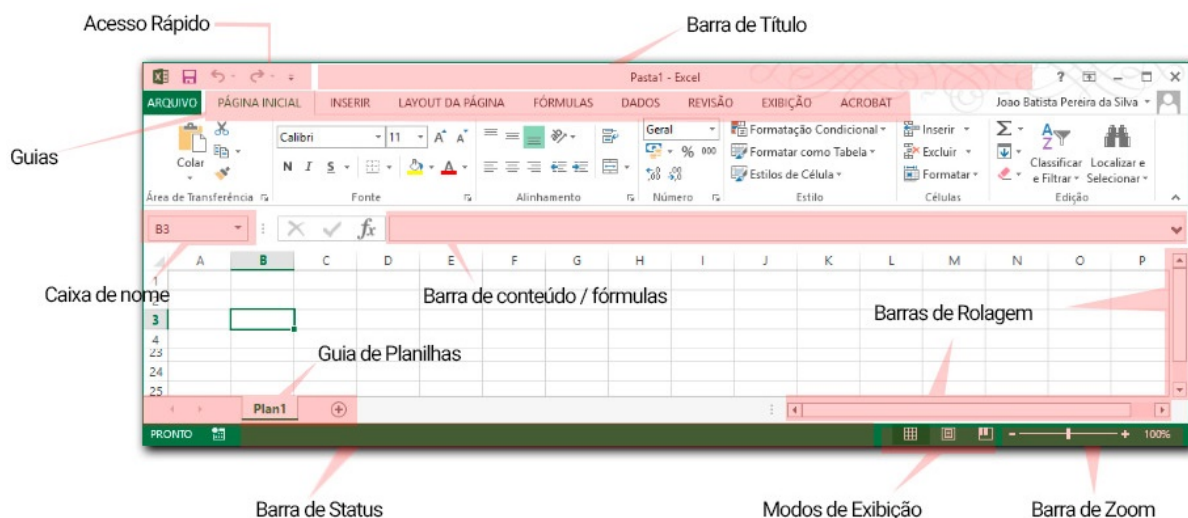 Acesso Rápido
Barra de Título
Pasta1 - Excel
?
ARQUIVO PÁGINA INICIAL INSERIR LAYOUT DA PÁGINA FÓRMULAS DADOS REVISÃO EXIBIÇÃO ACROBAT Joao Batista Pereira da Silva
Guias
Colar
Calibri 11
N I S
A A
A
Geral
% 000
Formatação Condicional
Formatar como Tabela
Estilos de Célula
Inserir
Excluir
Formatar
Classificar e Filtrar
Localizar e Selecionar
Área de Transferência Fonte Alinhamento Número Estilo Células Edição
B3 fx
A B C D E F G H I J K L M N O P
1
2
Caixa de nome
Barra de conteúdo / fórmulas
3
Barras de Rolagem
4
23
Guia de Planilhas
24
25
Plan1
PRONTO 100%
Barra de Status
Modos de Exibição
Barra de Zoom